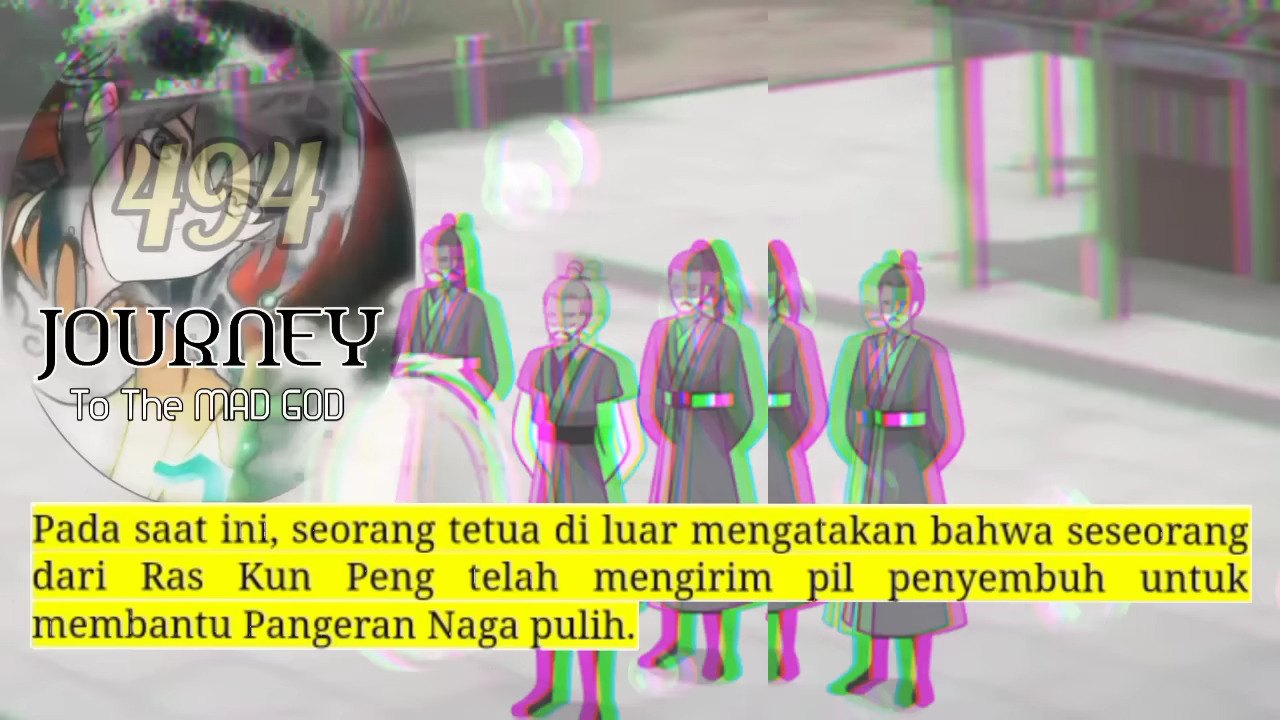 494
JOURNEY
To The MAD GOD
Pada saat ini, seorang tetua di luar mengatakan bahwa seseorang
dari Ras Kun Peng telah mengirim pil penyembuh untuk
membantu Pangeran Naga pulih.